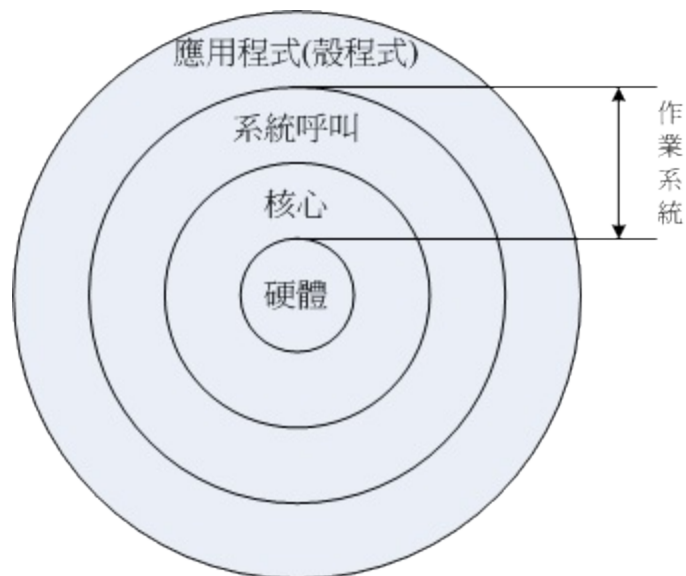 應用程式(殼程式)
系統呼叫
核心
硬體
作業系統